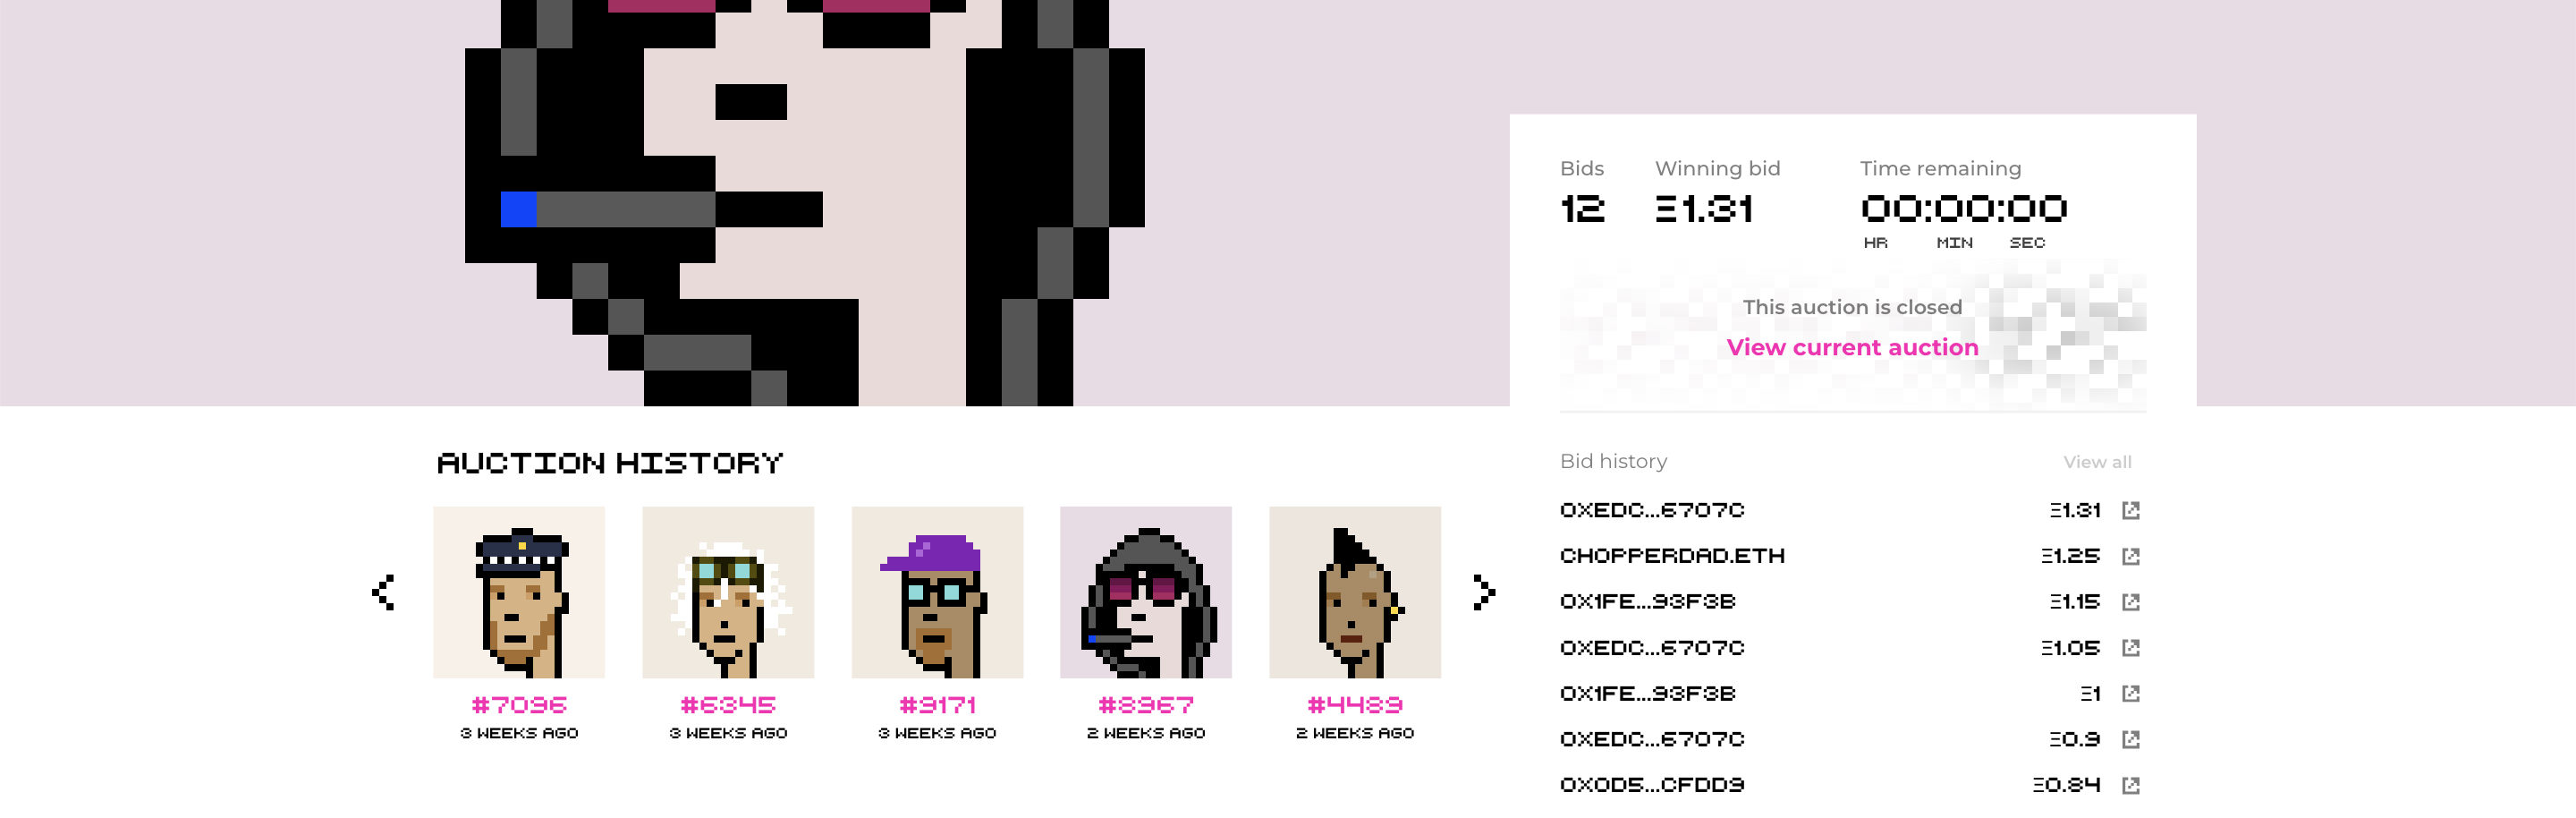 Bids Winning bid Time remaining
12 Ξ1.31 00:00:00
HR MIN SEC
This auction is closed
View current auction
AUCTION HISTORY
#7096 #6345 #9171 #8967 #4489
3 WEEKS AGO 3 WEEKS AGO 3 WEEKS AGO 2 WEEKS AGO 2 WEEKS AGO
Bid history View all
0XEDC...6707C Ξ1.31
CHOPPERDAD.ETH Ξ1.25
0X1FE...93F3B Ξ1.15
0XEDC...6707C Ξ1.05
0X1FE...93F3B Ξ1
0XEDC...6707C Ξ0.9
0X0D5...CFDD9 Ξ0.84